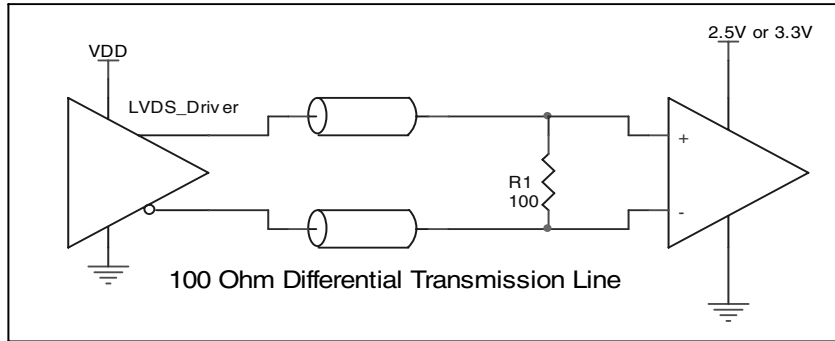 VDD
2.5V or 3.3V
LVDS_Driver
+
R1
100
-
100 Ohm Differential Transmission Line